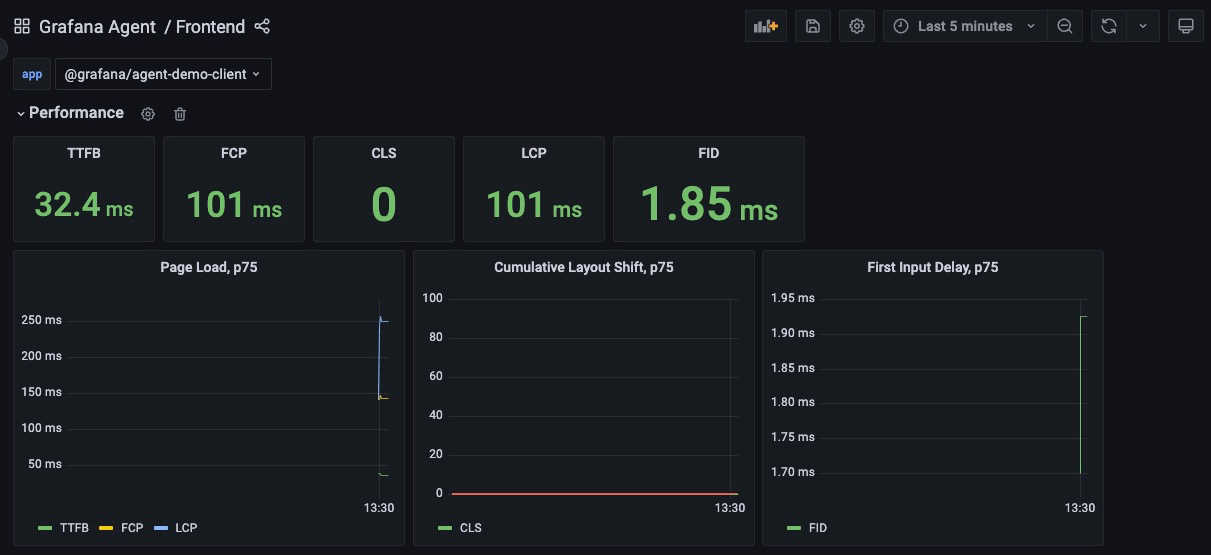 Grafana Agent / Frontend
Last 5 minutes
app @grafana/agent-demo-client
Performance
TTFB
32.4 ms
FCP
101 ms
CLS
0
LCP
101 ms
FID
1.85 ms
Page Load, p75
250 ms
200 ms
150 ms
100 ms
50 ms
13:30
TTFB FCP LCP
Cumulative Layout Shift, p75
100
80
60
40
20
0
13:30
CLS
First Input Delay, p75
1.95 ms
1.90 ms
1.85 ms
1.80 ms
1.75 ms
1.70 ms
13:30
FID